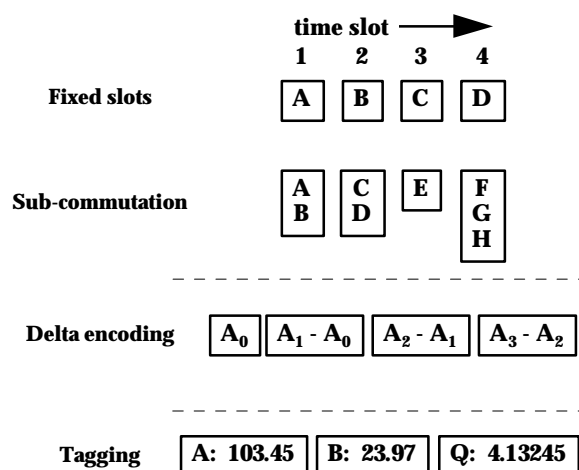 time slot
1 2 3 4
Fixed slots A B C D
A C E F
Sub-commutation B D G
H
Delta encoding A₀ A₁ - A₀ A₂ - A₁ A₃ - A₂
Tagging A: 103.45 B: 23.97 Q: 4.13245